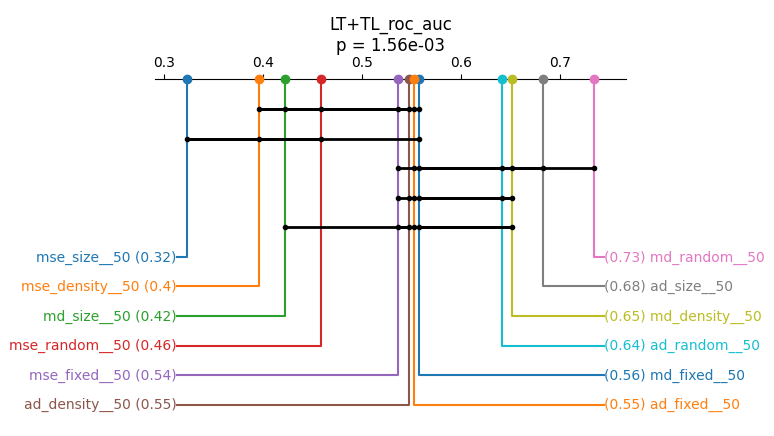 LT+TL_roc_auc
p = 1.56e-03
0.3 0.4 0.5 0.6 0.7
mse_size__50 (0.32) (0.73) md_random__50
mse_density__50 (0.4) (0.68) ad_size__50
md_size__50 (0.42) (0.65) md_density__50
mse_random__50 (0.46) (0.64) ad_random__50
mse_fixed__50 (0.54) (0.56) md_fixed__50
ad_density__50 (0.55) (0.55) ad_fixed__50